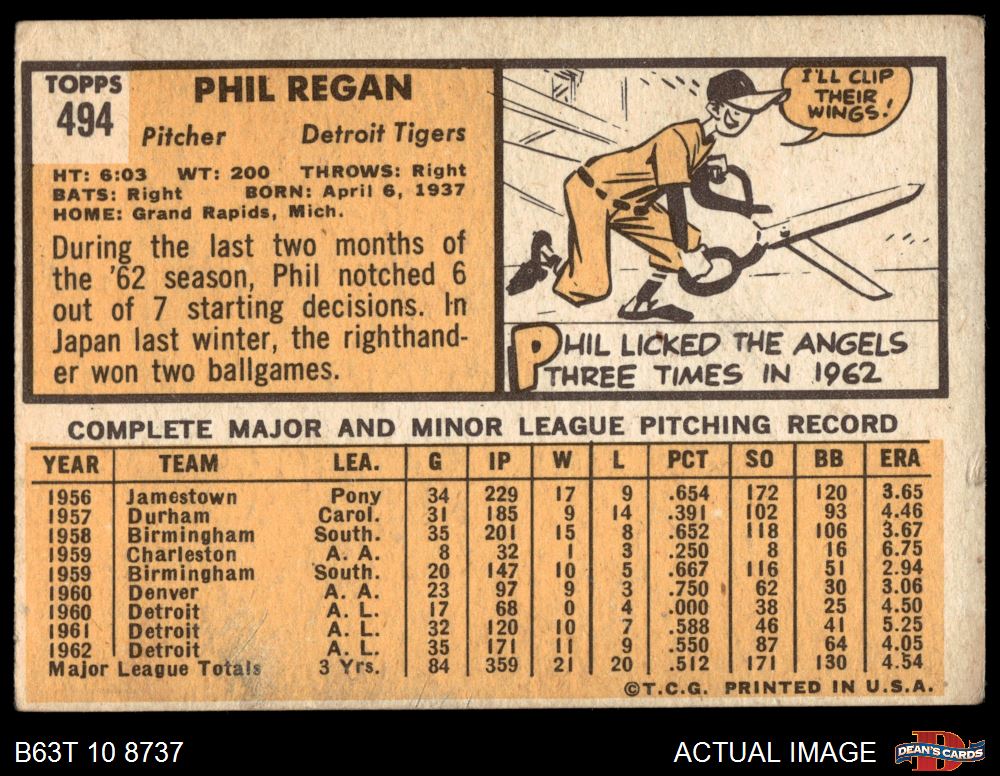 TOPPS
494
PHIL REGAN
Pitcher Detroit Tigers
HT: 6:03 WT: 200 THROWS: Right
BATS: Right BORN: April 6, 1937
HOME: Grand Rapids, Mich.
During the last two months of
the '62 season, Phil notched 6
out of 7 starting decisions. In
Japan last winter, the righthand-
er won two ballgames.
I'LL CLIP
THEIR
WINGS!
PHIL LICKED THE ANGELS
THREE TIMES IN 1962
COMPLETE MAJOR AND MINOR LEAGUE PITCHING RECORD
YEAR TEAM LEA. G IP W L PCT SO BB ERA
1956 Jamestown Pony 34 229 17 9 .654 172 120 3.65
1957 Durham Carol. 31 185 9 14 .391 102 93 4.46
1958 Birmingham South. 35 201 15 8 .652 118 106 3.67
1959 Charleston A. A. 8 32 1 3 .250 8 16 6.75
1959 Birmingham South. 20 147 10 5 .667 116 51 2.94
1960 Denver A. A. 23 97 9 3 .750 62 30 3.06
1960 Detroit A. L. 17 68 0 4 .000 38 25 4.50
1961 Detroit A. L. 32 120 10 7 .588 46 41 5.25
1962 Detroit A. L. 35 171 11 9 .550 87 64 4.05
Major League Totals 3 Yrs. 84 359 21 20 .512 171 130 4.54
©T.C.G. PRINTED IN U.S.A.
B63T 10 8737 ACTUAL IMAGE DEAN'S CARDS